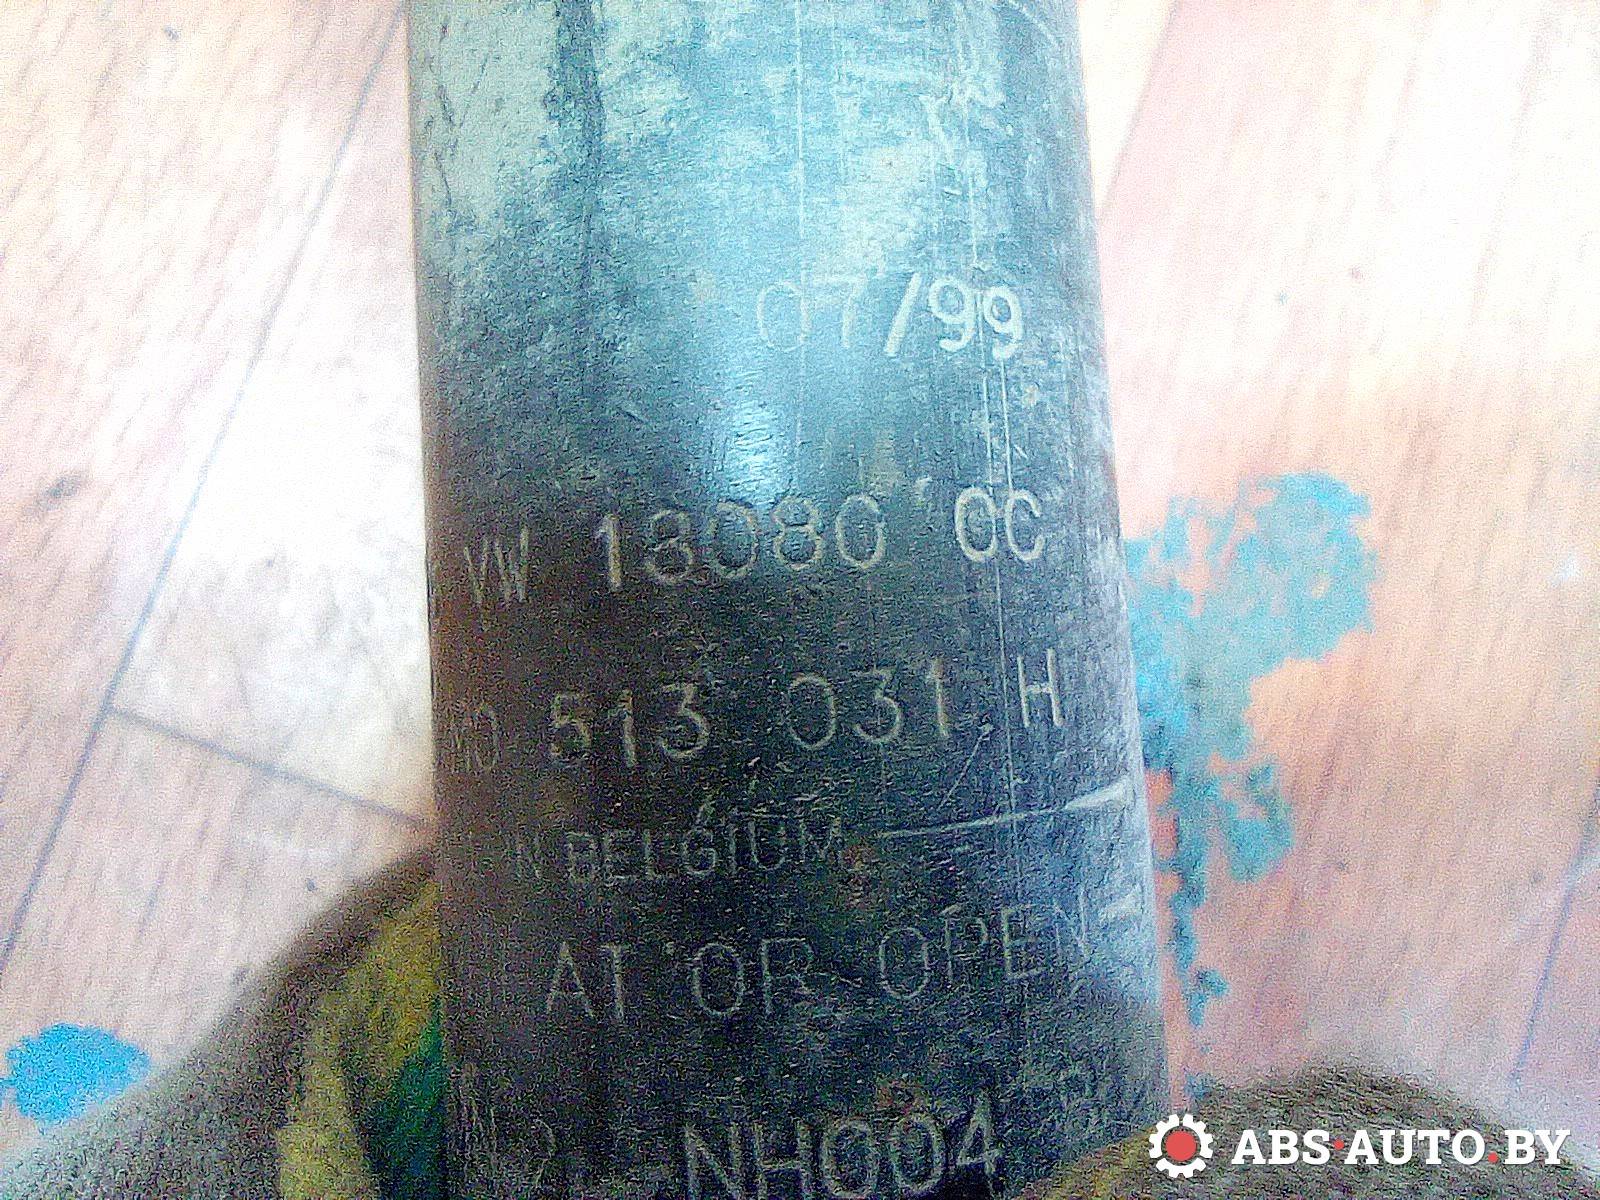 07/99
VW 13080 0C
513 031 H
BELGIUM
AT OR OPEN
NH004
ABS·AUTO.BY